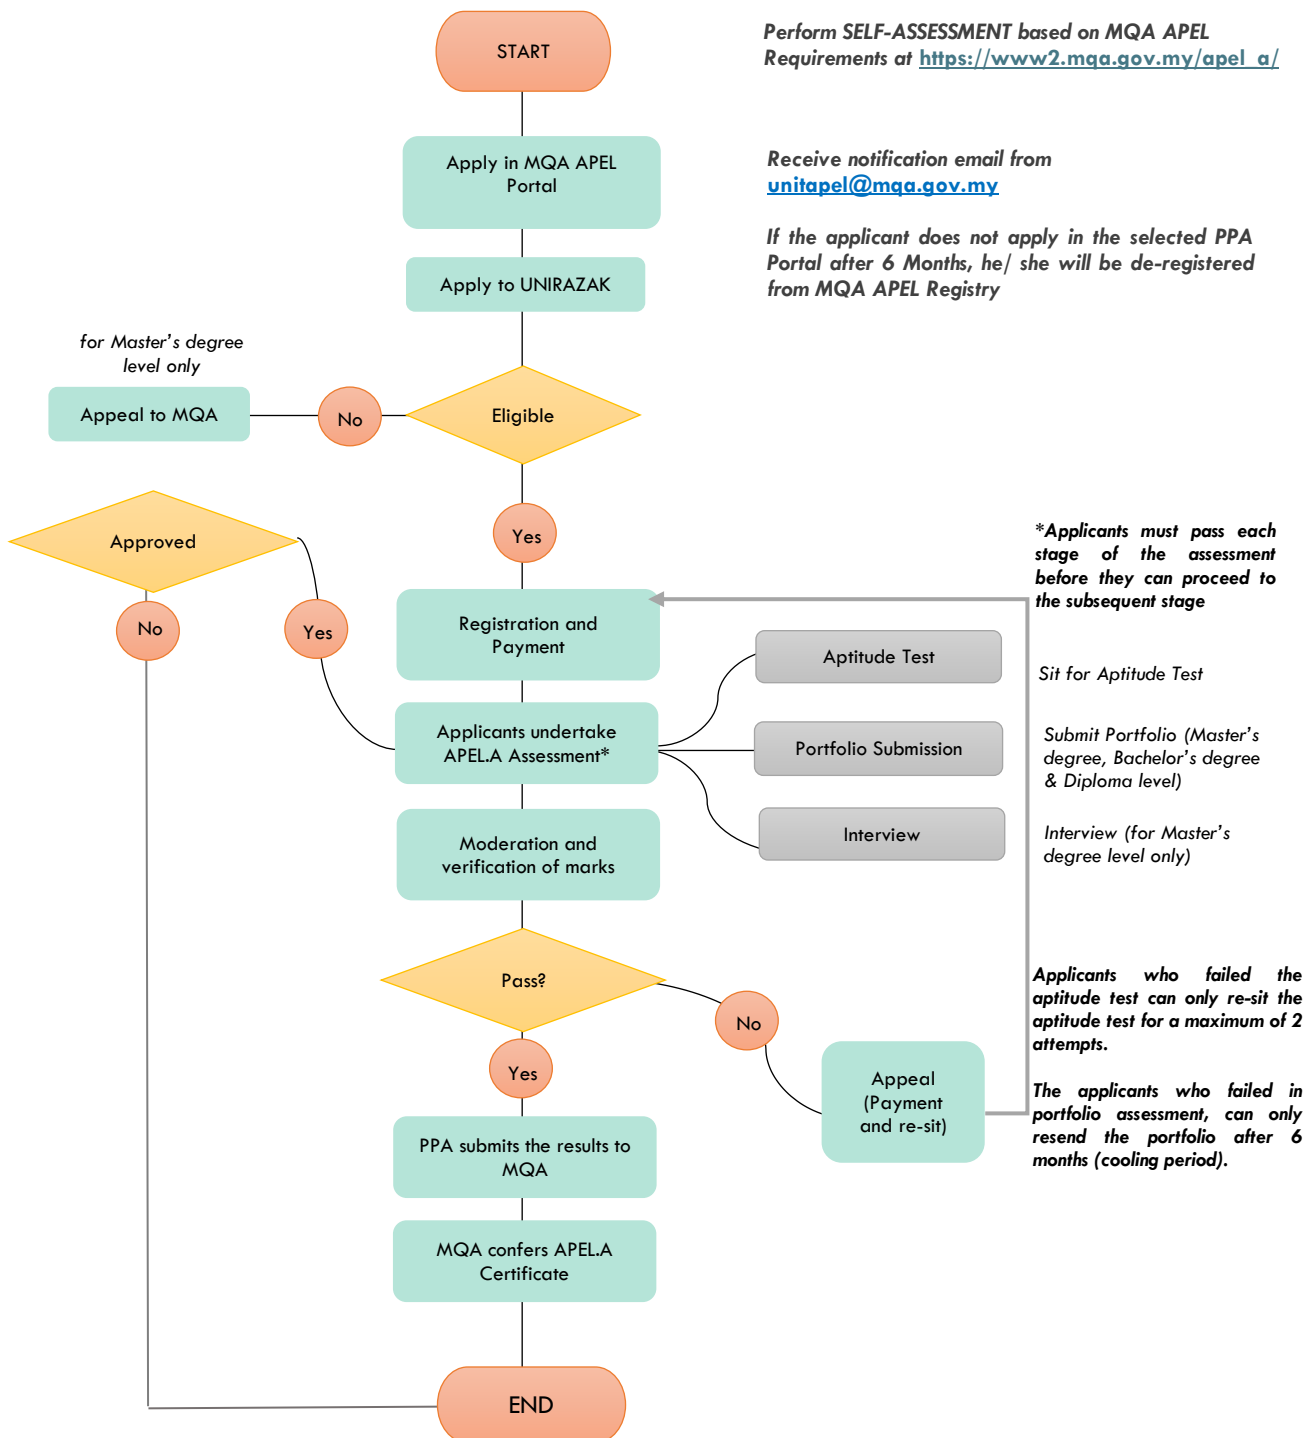 START
Perform SELF-ASSESSMENT based on MQA APEL
Requirements at https://www2.mqa.gov.my/apel_a/
Apply in MQA APEL
Portal
Receive notification email from
unitapel@mqa.gov.my
If the applicant does not apply in the selected PPA
Portal after 6 Months, he/ she will be de-registered
from MQA APEL Registry
Apply to UNIRAZAK
for Master's degree
level only
Appeal to MQA
No
Eligible
Yes
Approved
No
Yes
*Applicants must pass each
stage of the assessment
before they can proceed to
the subsequent stage
Registration and
Payment
Aptitude Test
Sit for Aptitude Test
Applicants undertake
APEL.A Assessment*
Portfolio Submission
Submit Portfolio (Master's
degree, Bachelor's degree
& Diploma level)
Moderation and
verification of marks
Interview
Interview (for Master's
degree level only)
Pass?
No
Yes
Appeal
(Payment
and re-sit)
Applicants who failed the
aptitude test can only re-sit the
aptitude test for a maximum of 2
attempts.
The applicants who failed in
portfolio assessment, can only
resend the portfolio after 6
months (cooling period).
PPA submits the results to
MQA
MQA confers APEL.A
Certificate
END